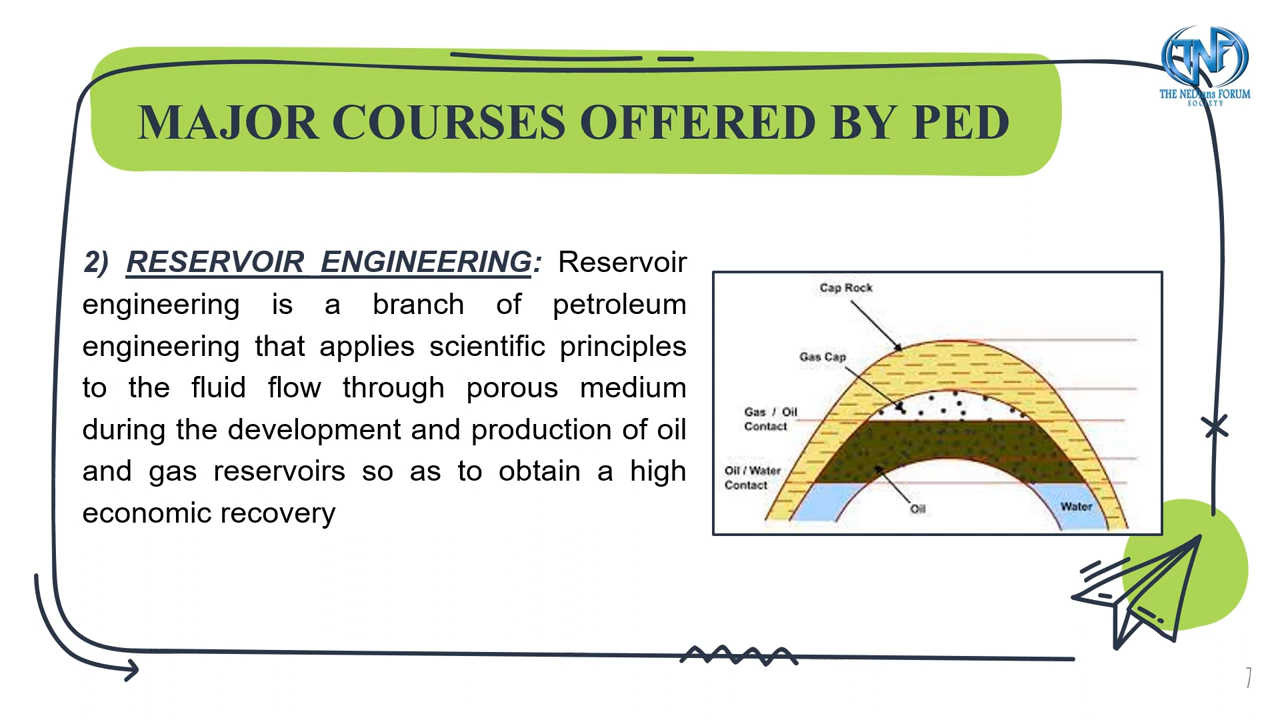 THE NEDians FORUM
SOCIETY
MAJOR COURSES OFFERED BY PED
2) RESERVOIR ENGINEERING: Reservoir
engineering is a branch of petroleum
engineering that applies scientific principles
to the fluid flow through porous medium
during the development and production of oil
and gas reservoirs so as to obtain a high
economic recovery
Cap Rock
Gas Cap
Gas / Oil
Contact
Oil / Water
Contact
Oil
Water
7